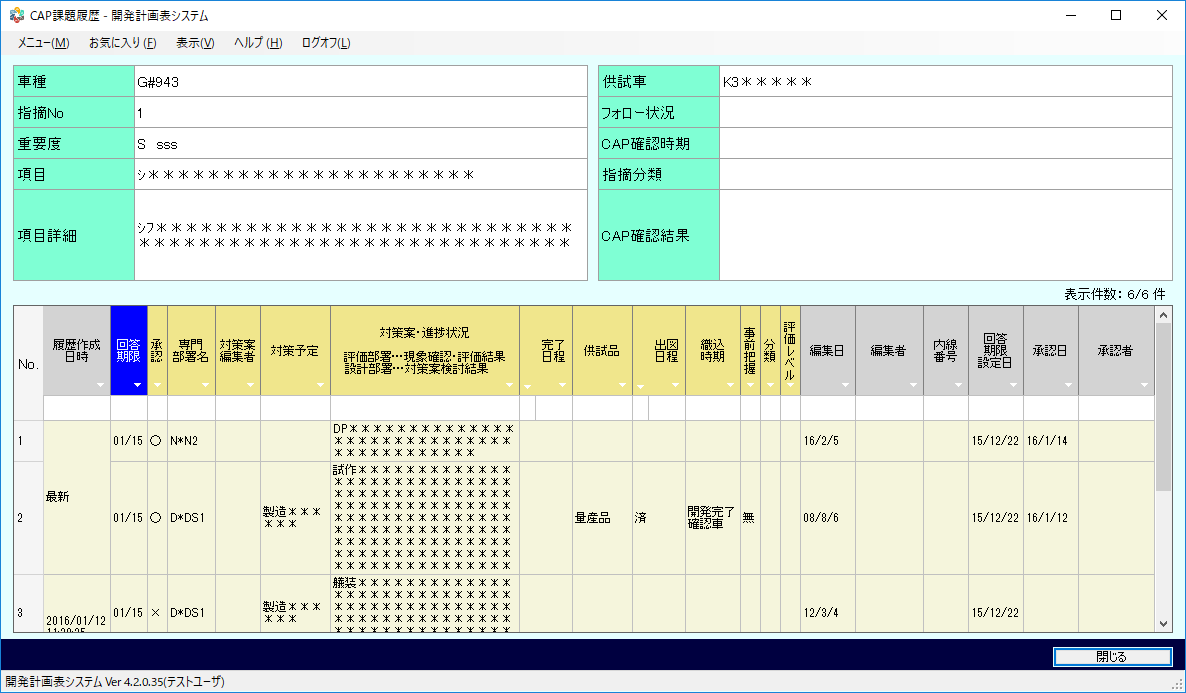 CAP課題履歴 - 開発計画表システム
メニュー(M) お気に入り(F) 表示(V) ヘルプ(H) ログオフ(L)
車種 G#943
指摘No 1
重要度 S sss
項目 シ＊＊＊＊＊＊＊＊＊＊＊＊＊＊＊＊＊＊＊＊＊＊
項目詳細 シフ＊＊＊＊＊＊＊＊＊＊＊＊＊＊＊＊＊＊＊＊＊＊＊＊＊＊＊＊
＊＊＊＊＊＊＊＊＊＊＊＊＊＊＊＊＊＊＊＊＊＊＊＊＊＊＊＊＊
供試車 K3＊＊＊＊＊
フォロー状況
CAP確認時期
指摘分類
CAP確認結果
表示件数: 6/6 件
No.
履歴作成
日時
回答
期限
承
認
専門
部署名
対策案
編集者
対策予定
対策案・進捗状況
評価部署…現象確認・評価結果
設計部署…対策案検討結果
完了
日程
供試品
出図
日程
織込
時期
事
前
把
握
分
類
評
価
レ
ベ
ル
編集日
編集者
内線
番号
回答
期限
設定日
承認日
承認者
1 01/15 ○ N*N2
DP＊＊＊＊＊＊＊＊＊＊＊＊＊＊
＊＊＊＊＊＊＊＊＊＊＊＊＊＊＊
＊＊＊＊＊＊＊＊＊＊＊＊
16/2/5 15/12/22 16/1/14
最新
2 01/15 ○ D*DS1
製造＊＊＊
＊＊＊
試作＊＊＊＊＊＊＊＊＊＊＊＊＊
＊＊＊＊＊＊＊＊＊＊＊＊＊＊＊
＊＊＊＊＊＊＊＊＊＊＊＊＊＊＊
＊＊＊＊＊＊＊＊＊＊＊＊＊＊＊
＊＊＊＊＊＊＊＊＊＊＊＊＊＊＊
＊＊＊＊＊＊＊＊＊＊＊＊＊＊＊
＊＊＊＊＊＊＊＊＊＊＊＊＊＊＊
＊＊＊＊＊＊＊＊＊＊＊＊＊＊＊
＊＊＊＊＊＊＊＊＊＊＊＊＊＊＊
量産品 済
開発完了
確認車
無 08/8/6 15/12/22 16/1/12
3 2016/01/12 01/15 × D*DS1
製造＊＊＊
＊＊＊
艤装＊＊＊＊＊＊＊＊＊＊＊＊＊
＊＊＊＊＊＊＊＊＊＊＊＊＊＊＊
＊＊＊＊＊＊＊＊＊＊＊＊＊＊＊
＊＊＊＊＊＊＊＊＊＊＊＊＊＊＊
＊＊＊＊＊＊＊＊＊＊＊＊＊＊＊
12/3/4 15/12/22
閉じる
開発計画表システム Ver 4.2.0.35(テストユーザ)